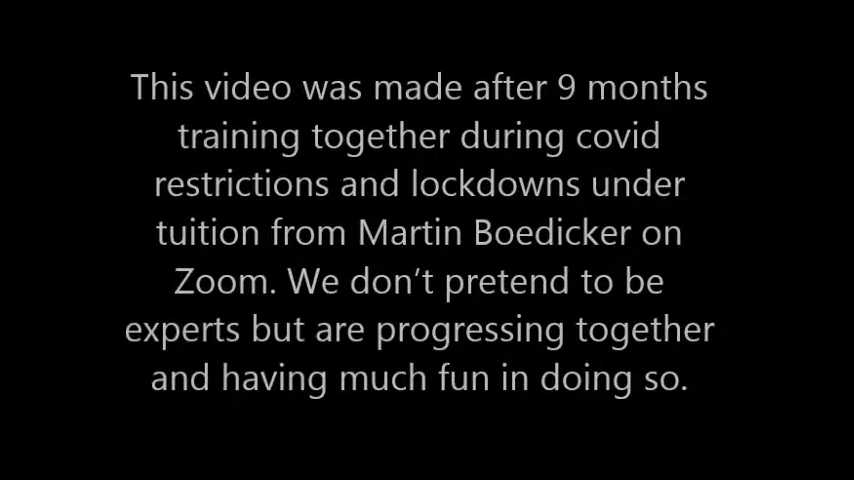 This video was made after 9 months
training together during covid
restrictions and lockdowns under
tuition from Martin Boedicker on
Zoom. We don’t pretend to be
experts but are progressing together
and having much fun in doing so.